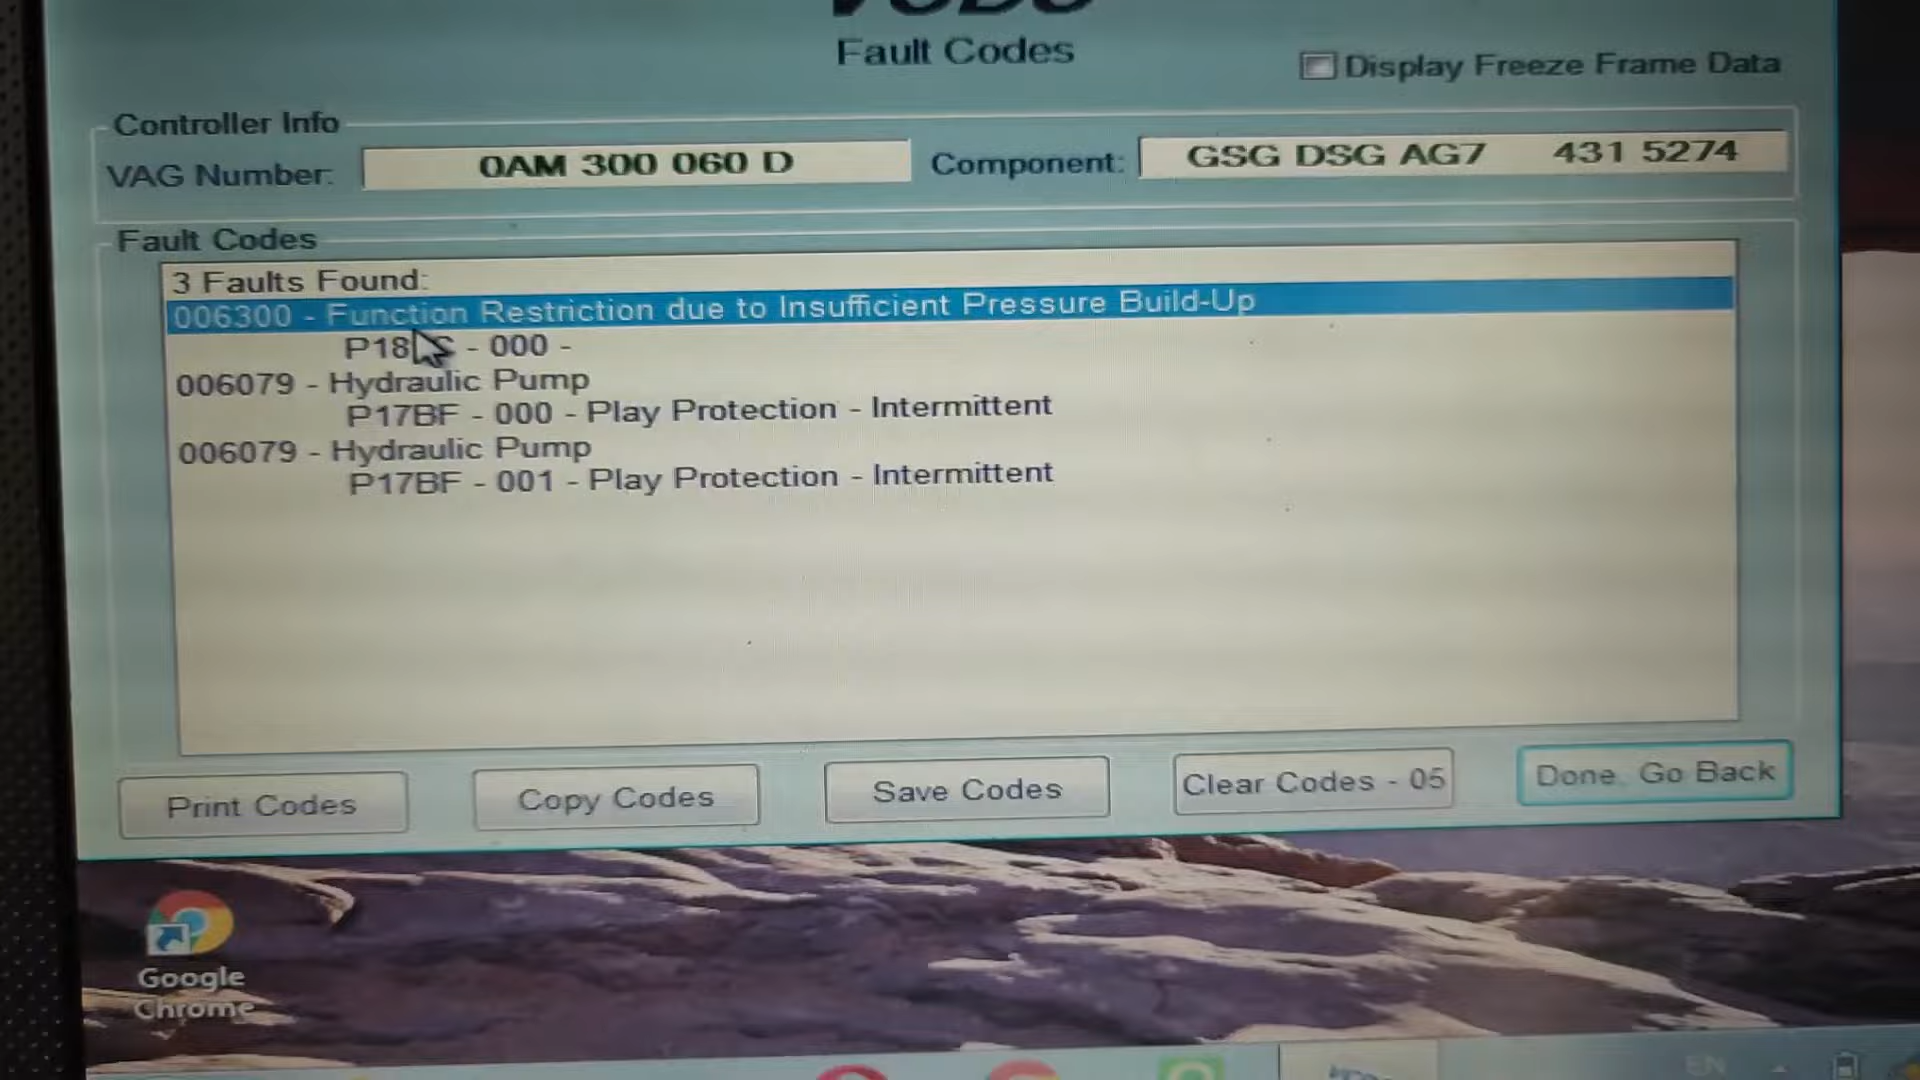 Fault Codes
Display Freeze Frame Data
Controller Info
VAG Number: 0AM 300 060 D Component: GSG DSG AG7 431 5274
Fault Codes
3 Faults Found:
006300 - Function Restriction due to Insufficient Pressure Build-Up
- 000 -
006079 - Hydraulic Pump
P17BF - 000 - Play Protection - Intermittent
006079 - Hydraulic Pump
P17BF - 001 - Play Protection - Intermittent
Print Codes Copy Codes Save Codes Clear Codes - 05 Done, Go Back
Google
Chrome
EN